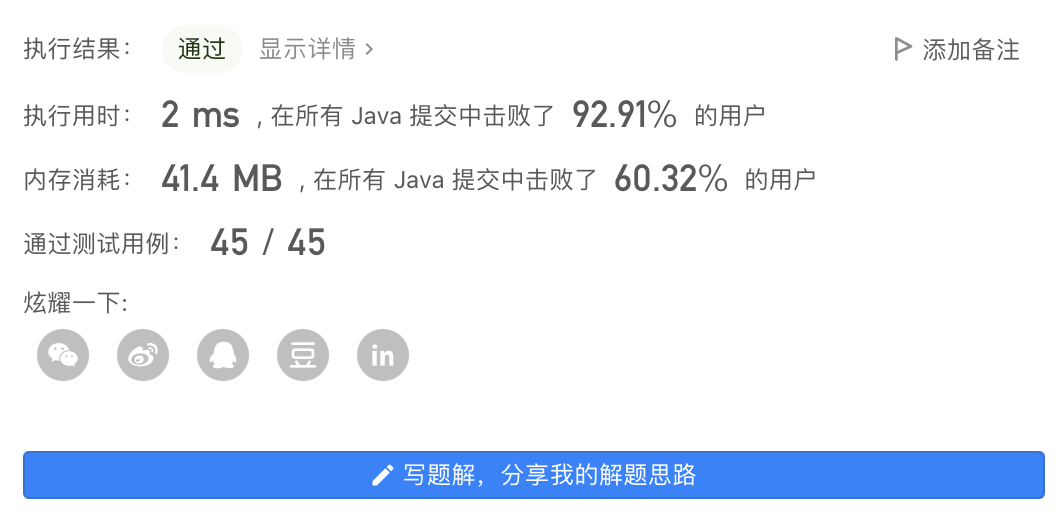 执行结果： 通过 显示详情 › 添加备注
执行用时： 2 ms , 在所有 Java 提交中击败了 92.91% 的用户
内存消耗： 41.4 MB , 在所有 Java 提交中击败了 60.32% 的用户
通过测试用例： 45 / 45
炫耀一下:
豆 in
写题解，分享我的解题思路